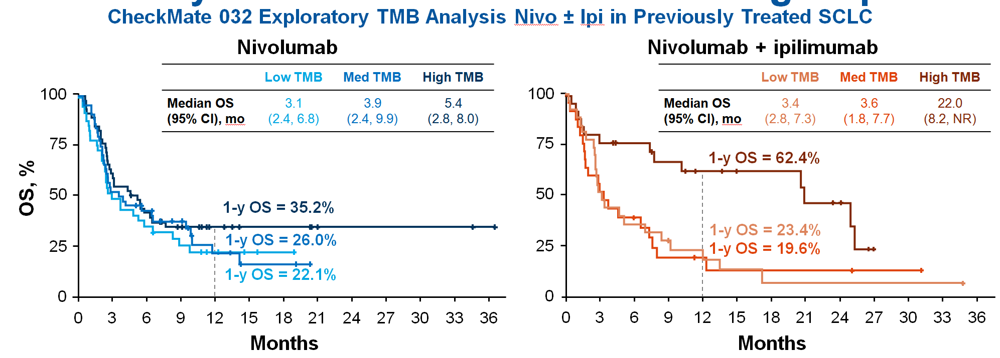 CheckMate 032 Exploratory TMB Analysis Nivo ± Ipi in Previously Treated SCLC
Nivolumab
Low TMB Med TMB High TMB
Median OS 3.1 3.9 5.4
(95% CI), mo (2.4, 6.8) (2.4, 9.9) (2.8, 8.0)
OS, %
100
75
50
25
0
1-y OS = 35.2%
1-y OS = 26.0%
1-y OS = 22.1%
0 3 6 9 12 15 18 21 24 27 30 33 36
Months
Nivolumab + ipilimumab
Low TMB Med TMB High TMB
Median OS 3.4 3.6 22.0
(95% CI), mo (2.8, 7.3) (1.8, 7.7) (8.2, NR)
100
75
50
25
0
1-y OS = 62.4%
1-y OS = 23.4%
1-y OS = 19.6%
0 3 6 9 12 15 18 21 24 27 30 33 36
Months